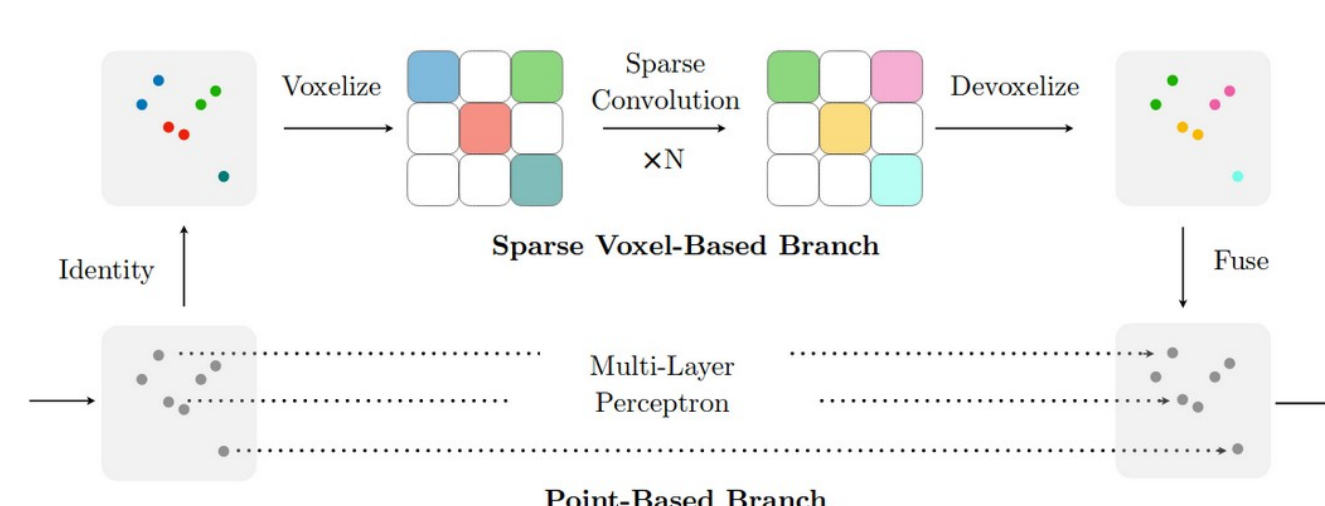 Voxelize
Sparse
Convolution
×N
Devoxelize
Sparse Voxel-Based Branch
Identity
Fuse
Multi-Layer
Perceptron
Point-Based Branch